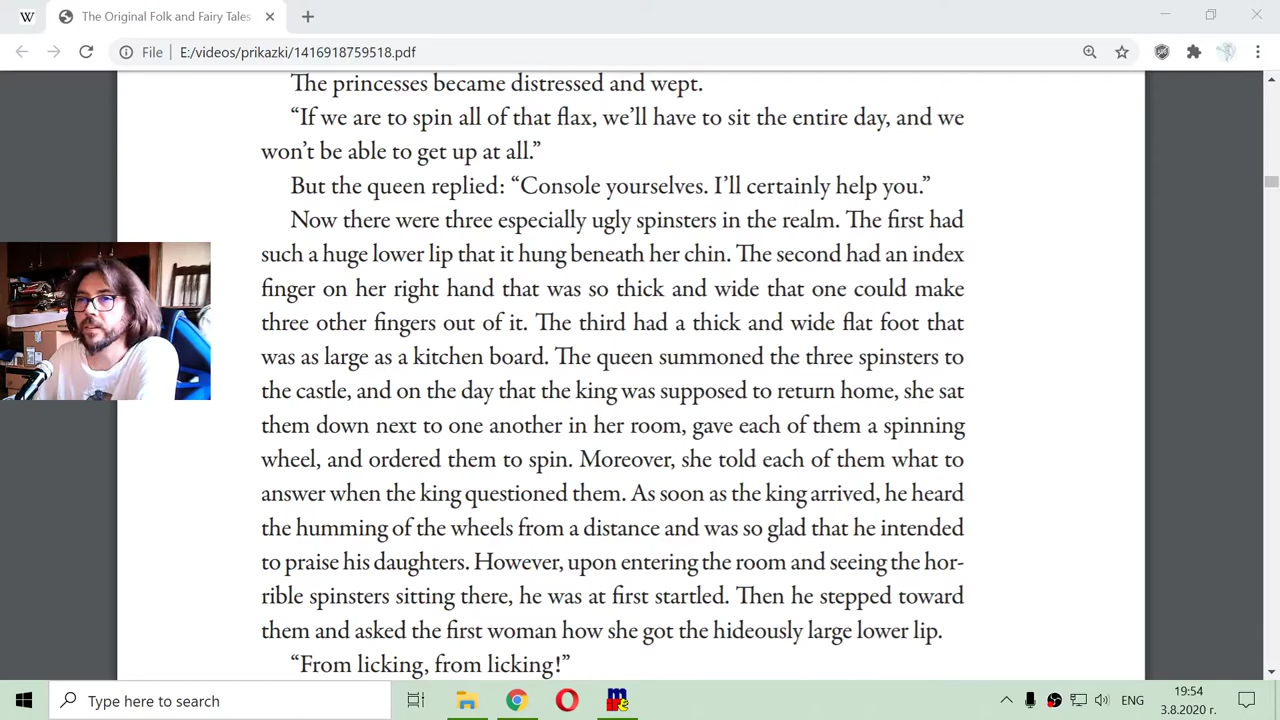 The Original Folk and Fairy Tales
File E:/videos/prikazki/1416918759518.pdf
The princesses became distressed and wept.
“If we are to spin all of that flax, we’ll have to sit the entire day, and we
won’t be able to get up at all.”
But the queen replied: “Console yourselves. I’ll certainly help you.”
Now there were three especially ugly spinsters in the realm. The first had
such a huge lower lip that it hung beneath her chin. The second had an index
finger on her right hand that was so thick and wide that one could make
three other fingers out of it. The third had a thick and wide flat foot that
was as large as a kitchen board. The queen summoned the three spinsters to
the castle, and on the day that the king was supposed to return home, she sat
them down next to one another in her room, gave each of them a spinning
wheel, and ordered them to spin. Moreover, she told each of them what to
answer when the king questioned them. As soon as the king arrived, he heard
the humming of the wheels from a distance and was so glad that he intended
to praise his daughters. However, upon entering the room and seeing the hor-
rible spinsters sitting there, he was at first startled. Then he stepped toward
them and asked the first woman how she got the hideously large lower lip.
“From licking, from licking!”
Type here to search
ЕНГ
19:54
3.8.2020 г.